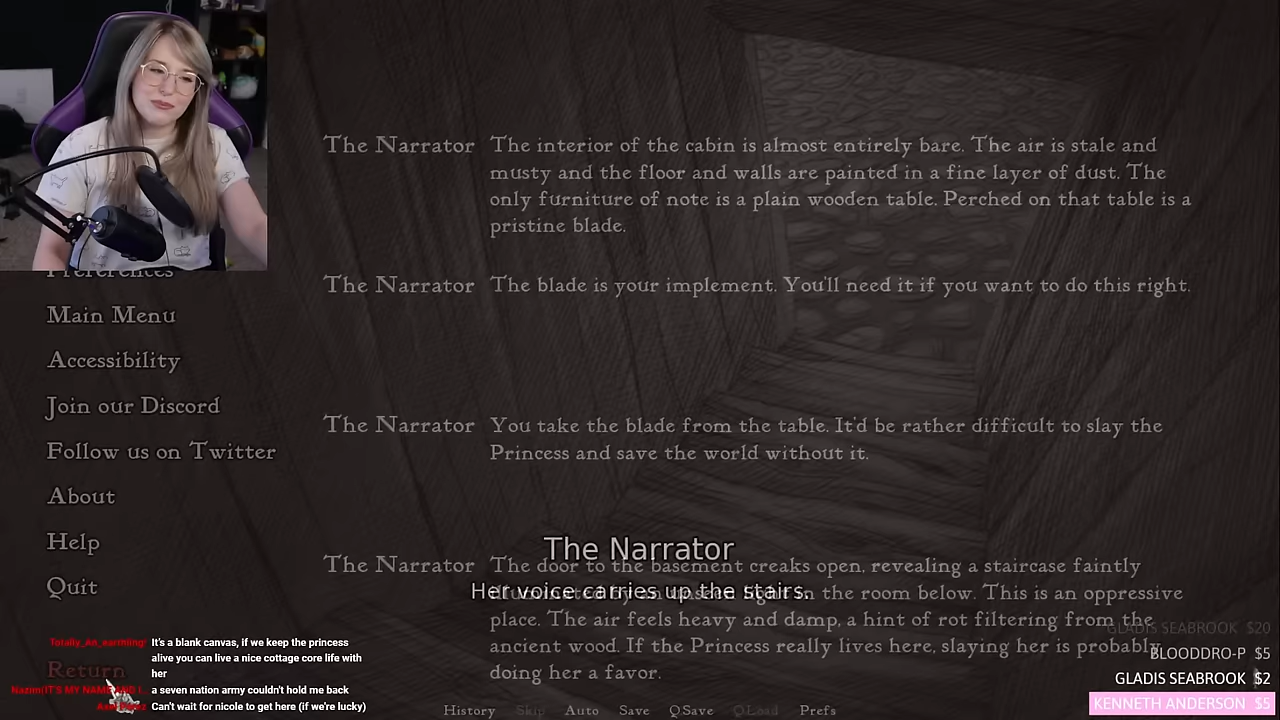 The Narrator The interior of the cabin is almost entirely bare. The air is stale and
musty and the floor and walls are painted in a fine layer of dust. The
only furniture of note is a plain wooden table. Perched on that table is a
pristine blade.
Preferences
The Narrator The blade is your implement. You'll need it if you want to do this right.
Main Menu
Accessibility
Join our Discord
The Narrator You take the blade from the table. It'd be rather difficult to slay the
Princess and save the world without it.
Follow us on Twitter
About
Help
Quit
The Narrator
Her voice carries up the stairs.
The Narrator The door to the basement creaks open, revealing a staircase faintly
in the room below. This is an oppressive
place. The air feels heavy and damp, a hint of rot filtering from the
ancient wood. If the Princess really lives here, slaying her is probably
doing her a favor.
Totally_An_earthling! It's a blank canvas, if we keep the princess
alive you can live a nice cottage core life with
her
Return
a seven nation army couldn't hold me back
Can't wait for nicole to get here (if we're lucky)
GLADIS SEABROOK $20
BLOODDRO-P $5
GLADIS SEABROOK $2
KENNETH ANDERSON $5
History Skip Auto Save QSave QLoad Prefs